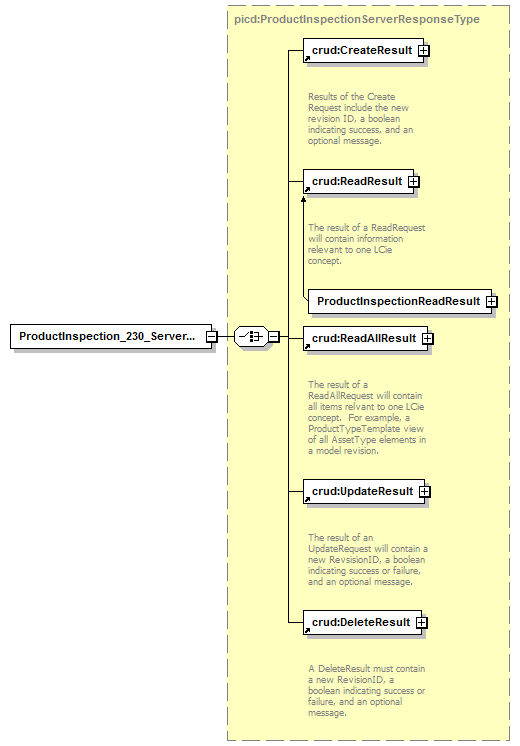 picd:ProductInspectionServerResponseType
crud:CreateResult
Results of the Create
Request include the new
revision ID, a boolean
indicating success, and an
optional message.
crud:ReadResult
The result of a ReadRequest
will contain information
relevant to one LCie
concept.
ProductInspectionReadResult
ProductInspection_230_Server...
crud:ReadAllResult
The result of a
ReadAllRequest will contain
all items relvant to one LCie
concept.  For example, a
ProductTypeTemplate view
of all AssetType elements in
a model revision.
crud:UpdateResult
The result of an
UpdateRequest will contain a
new RevsisionID, a boolean
indicating success or failure,
and an optional message.
crud:DeleteResult
A DeleteResult must contain
a new RevisionID, a
boolean indicating success or
failure, and an optional
message.